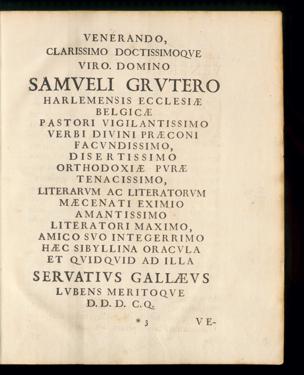 VENERANDO,
CLARISSIMO DOCTISSIMOQVE
VIRO. DOMINO
SAMVELI GRVTERO
HARLEMENSIS ECCLESIÆ
BELGICÆ
PASTORI VIGILANTISSIMO
VERBI DIVINI PRÆCONI
FACVNDISSIMO,
DISERTISSIMO
ORTHODOXIÆ PVRÆ
TENACISSIMO,
LITERARVM AC LITERATORVM
MÆCENATI EXIMIO
AMANTISSIMO
LITERATORI MAXIMO,
AMICO SVO INTEGERRIMO
HÆC SIBYLLINA ORACVLA
ET QVIDQVID AD ILLA
SERVATIVS GALLÆVS
LVBENS MERITOQVE
D. D. D. C.Q.
* 3 VE-